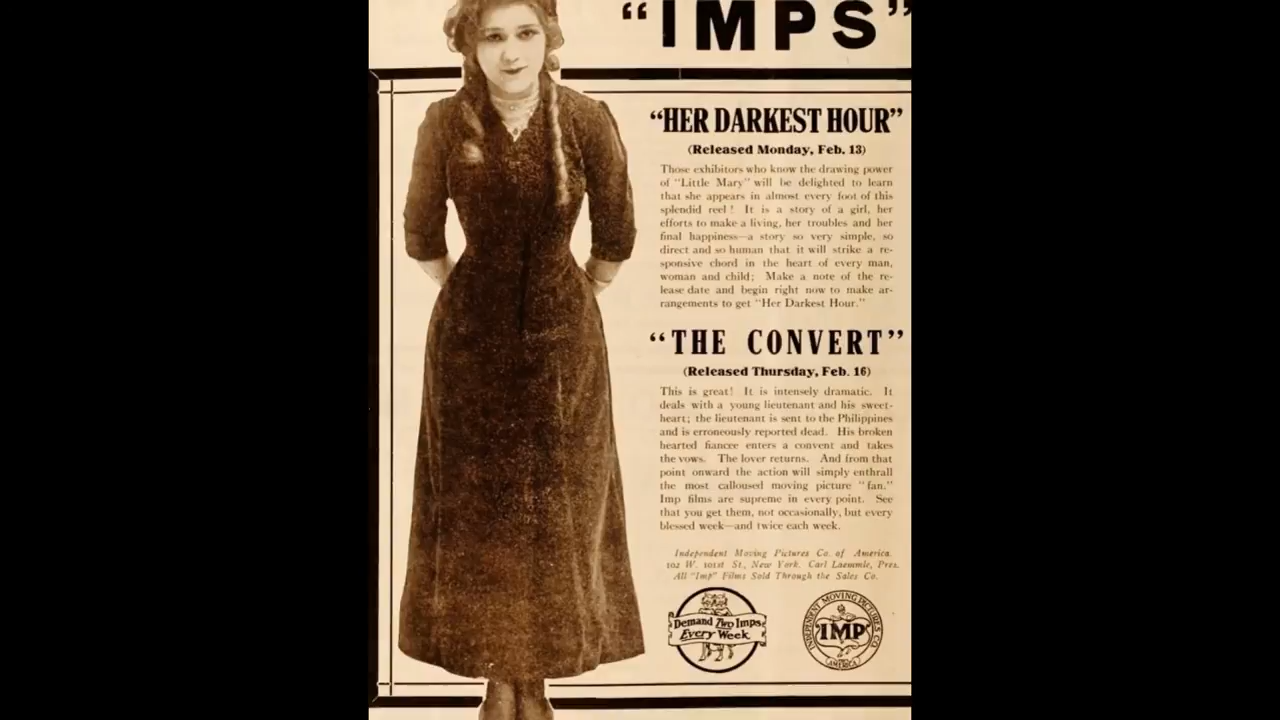 "IMPS"
"HER DARKEST HOUR"
(Released Monday, Feb. 13)
Those exhibitors who know the drawing power
of "Little Mary" will be delighted to learn
that she appears in almost every foot of this
splendid reel! It is a story of a girl, her
efforts to make a living, her troubles and her
final happiness—a story so very simple, so
direct and so human that it will strike a re-
sponsive chord in the heart of every man,
woman and child; Make a note of the re-
lease date and begin right now to make ar-
rangements to get "Her Darkest Hour."
"THE CONVERT"
(Released Thursday, Feb. 16)
This is great! It is intensely dramatic. It
deals with a young lieutenant and his sweet-
heart; the lieutenant is sent to the Philippines
and is erroneously reported dead. His broken
hearted fiancee enters a convent and takes
the vows. The lover returns. And from that
point onward the action will simply enthrall
the most calloused moving picture "fan."
Imp films are supreme in every point. See
that you get them, not occasionally, but every
blessed week—and twice each week.
Independent Moving Pictures Co. of America.
102 W. 101st St., New York. Carl Laemmle, Pres.
All "Imp" Films Sold Through the Sales Co.
Demand Two Imps
Every Week
INDEPENDENT MOVING PICTURES CO.
IMP
AMERICA